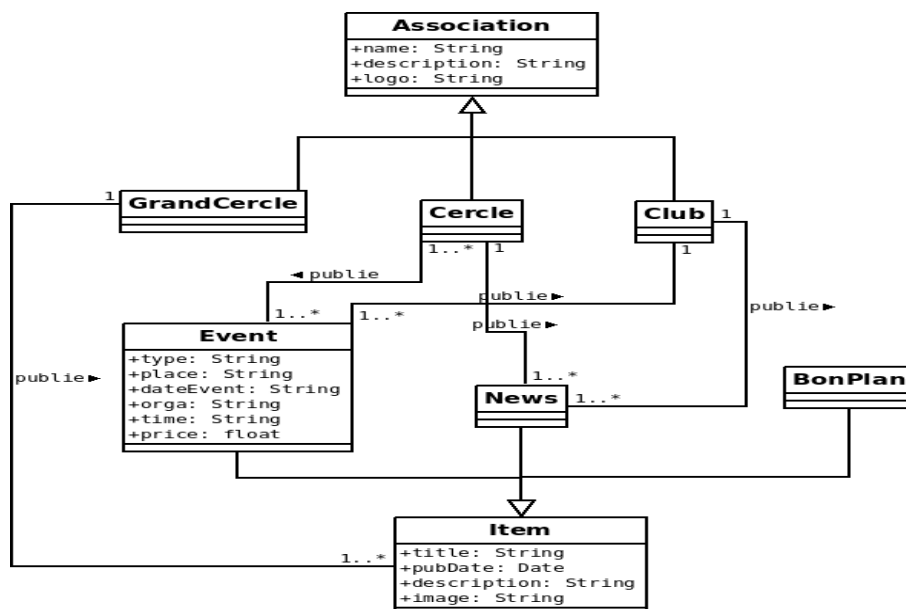 Association
+name: String
+description: String
+logo: String
1
GrandCercle
Cercle
Club
1
1..*
1
1
◄ publie
publie►
publie►
1..*
1..*
publie►
Event
+type: String
+place: String
+dateEvent: String
+orga: String
+time: String
+price: float
publie►
1..*
News
1..*
BonPlan
1..*
Item
+title: String
+pubDate: Date
+description: String
+image: String